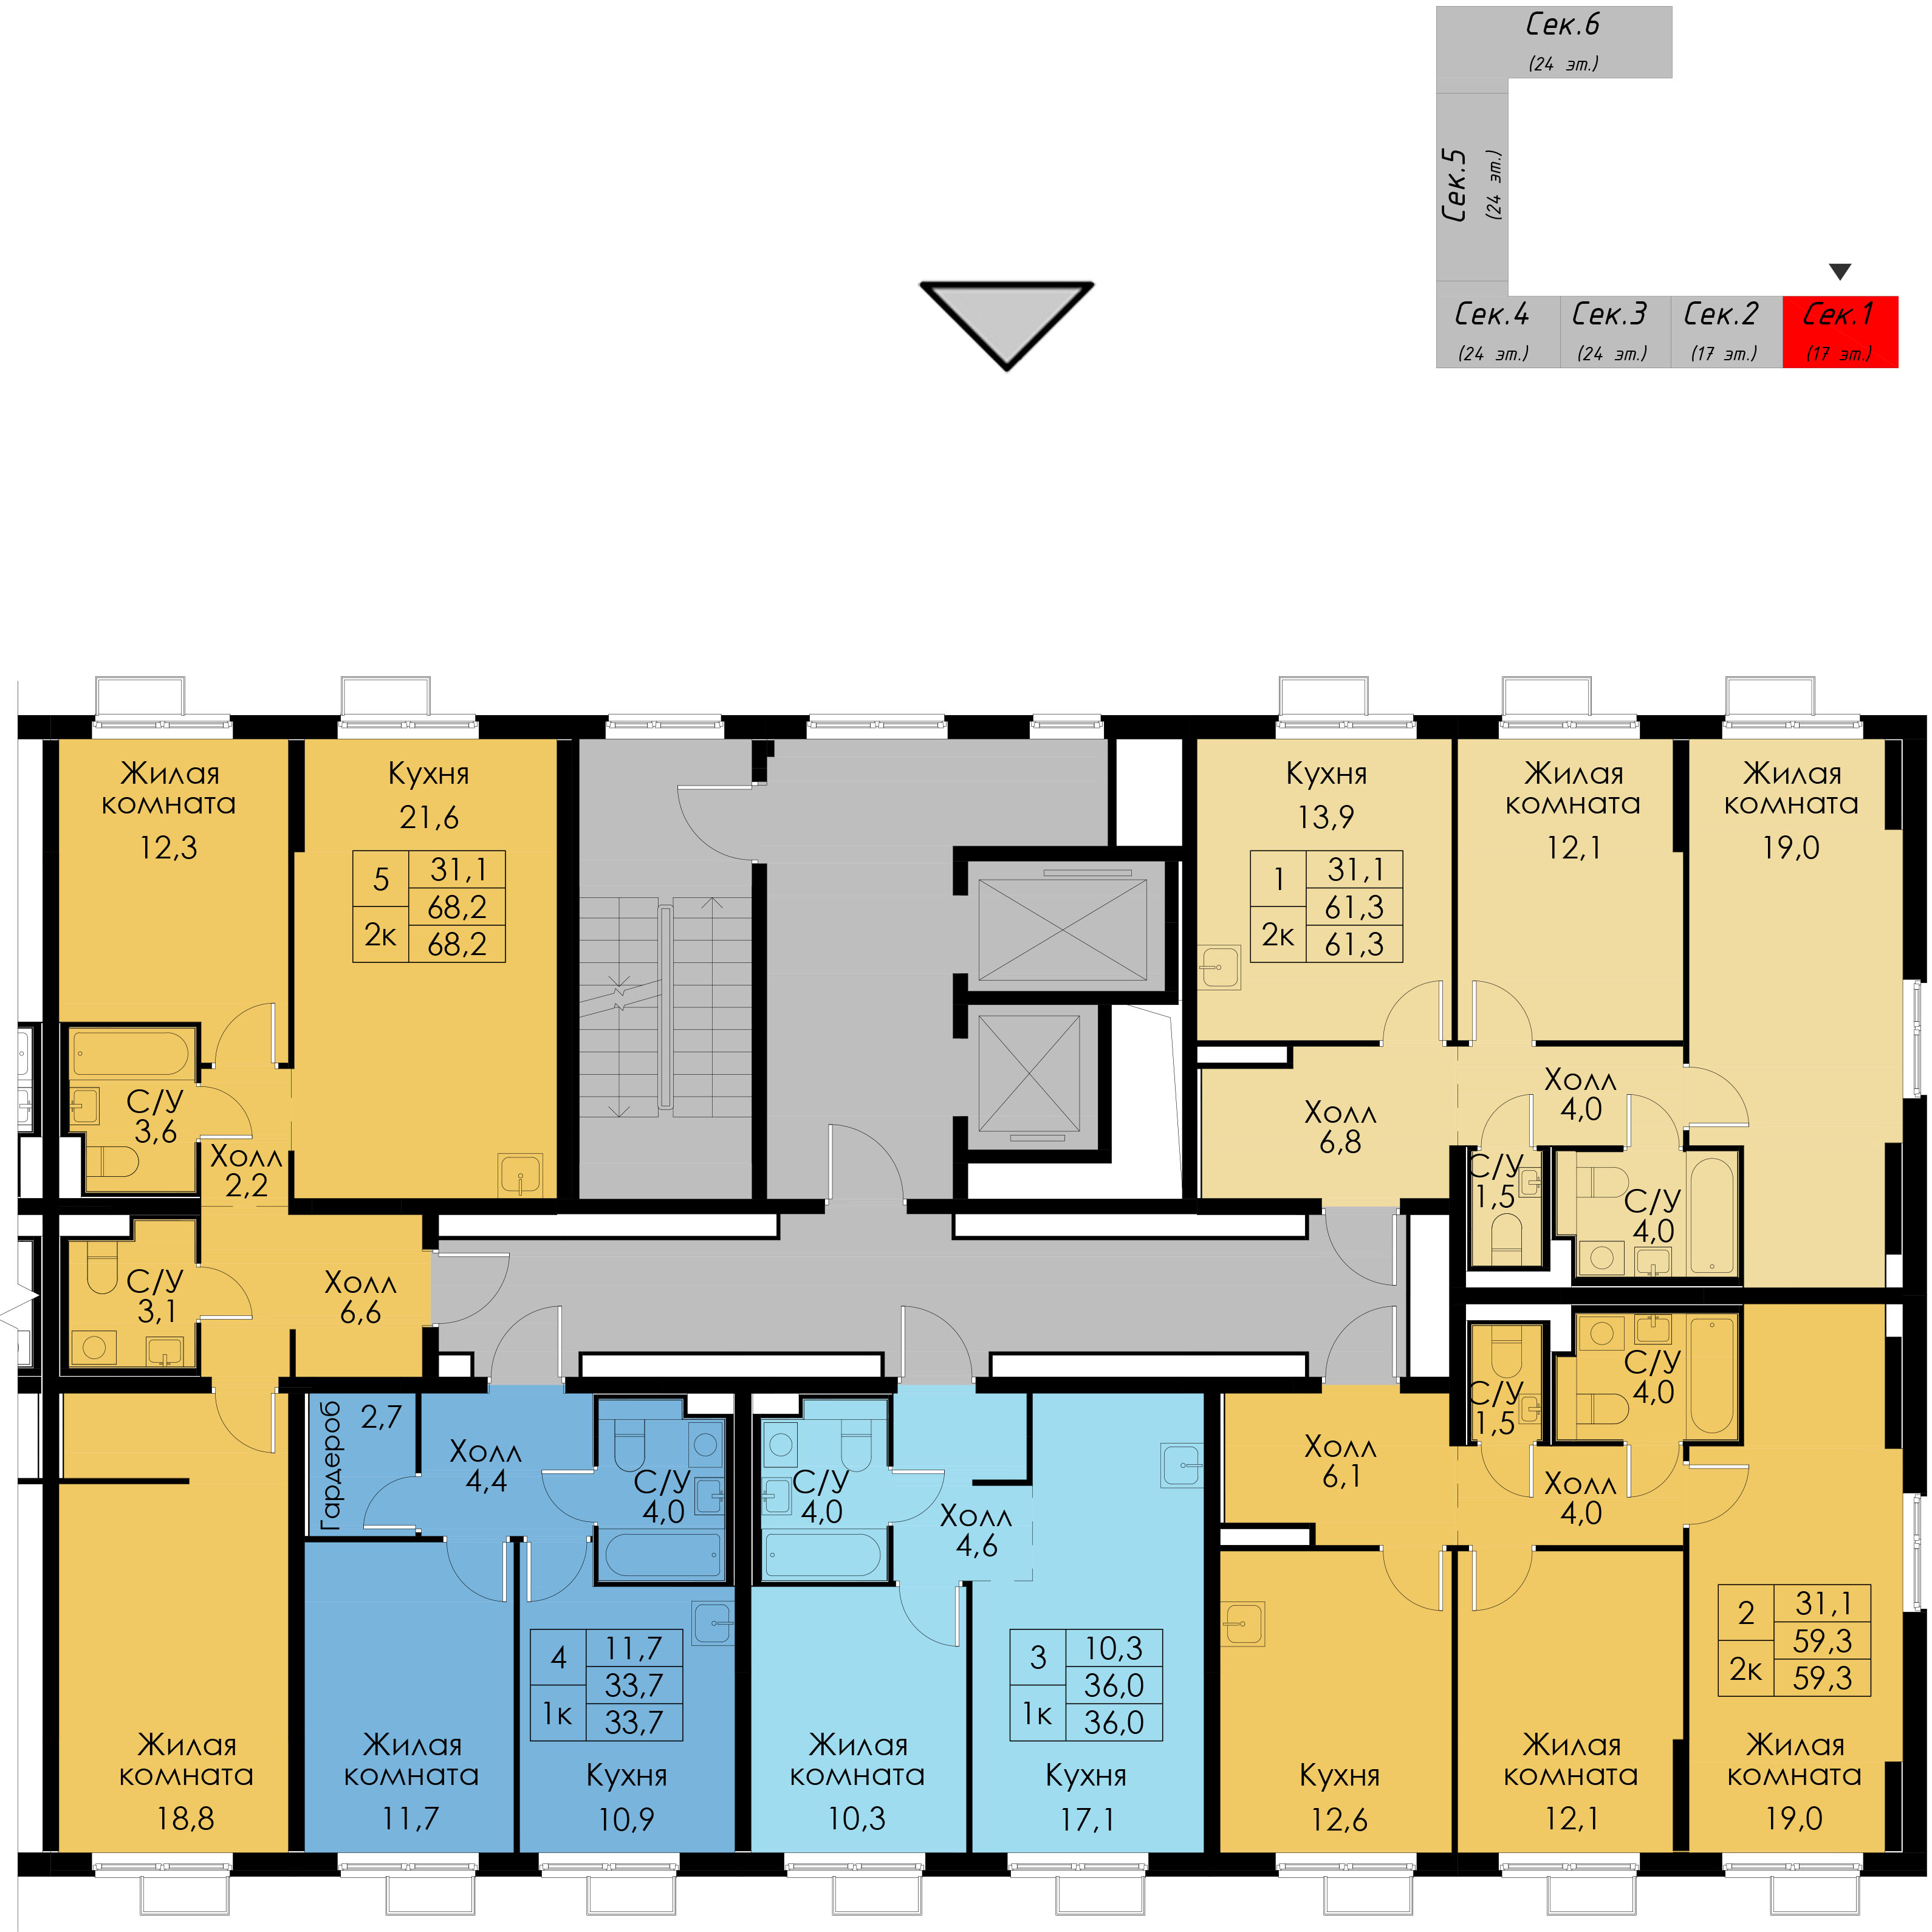 Сек.6
(24 эт.)
Сек.5
(24 эт.)
Сек.4
(24 эт.)
Сек.3
(24 эт.)
Сек.2
(17 эт.)
Сек.1
(17 эт.)
Жилая
комната
12,3
Кухня
21,6
5
2к
31,1
68,2
68,2
С/У
3,6
Холл
2,2
С/У
3,1
Холл
6,6
Жилая
комната
18,8
Кухня
13,9
1
2к
31,1
61,3
61,3
Жилая
комната
12,1
Жилая
комната
19,0
Холл
6,8
Холл
4,0
С/У
1,5
С/У
4,0
Гардероб
2,7
Холл
4,4
С/У
4,0
4
1к
11,7
33,7
33,7
Жилая
комната
11,7
Кухня
10,9
С/У
4,0
Холл
4,6
3
1к
10,3
36,0
36,0
Жилая
комната
10,3
Кухня
17,1
С/У
1,5
С/У
4,0
Холл
6,1
Холл
4,0
2
2к
31,1
59,3
59,3
Кухня
12,6
Жилая
комната
12,1
Жилая
комната
19,0